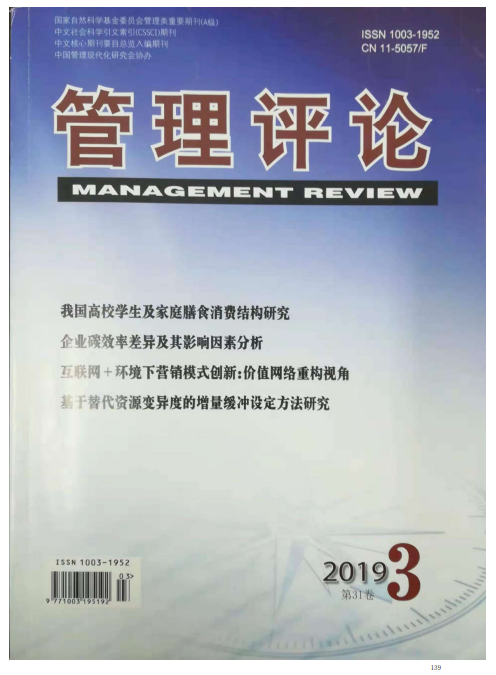 国家自然科学基金委员会管理类重要期刊(A级)
中文社会科学引文索引(CSSCI)期刊
中文核心期刊要目总览入编期刊
中国管理现代化研究会协办
ISSN 1003-1952
CN 11-5057/F
管理评论
MANAGEMENT REVIEW
我国高校学生及家庭膳食消费结构研究
企业碳效率差异及其影响因素分析
互联网+环境下营销模式创新:价值网络重构视角
基于替代资源变异度的增量缓冲设定方法研究
ISSN 1003-1952
03>
9 771003 195192
2019 3
第31卷
139